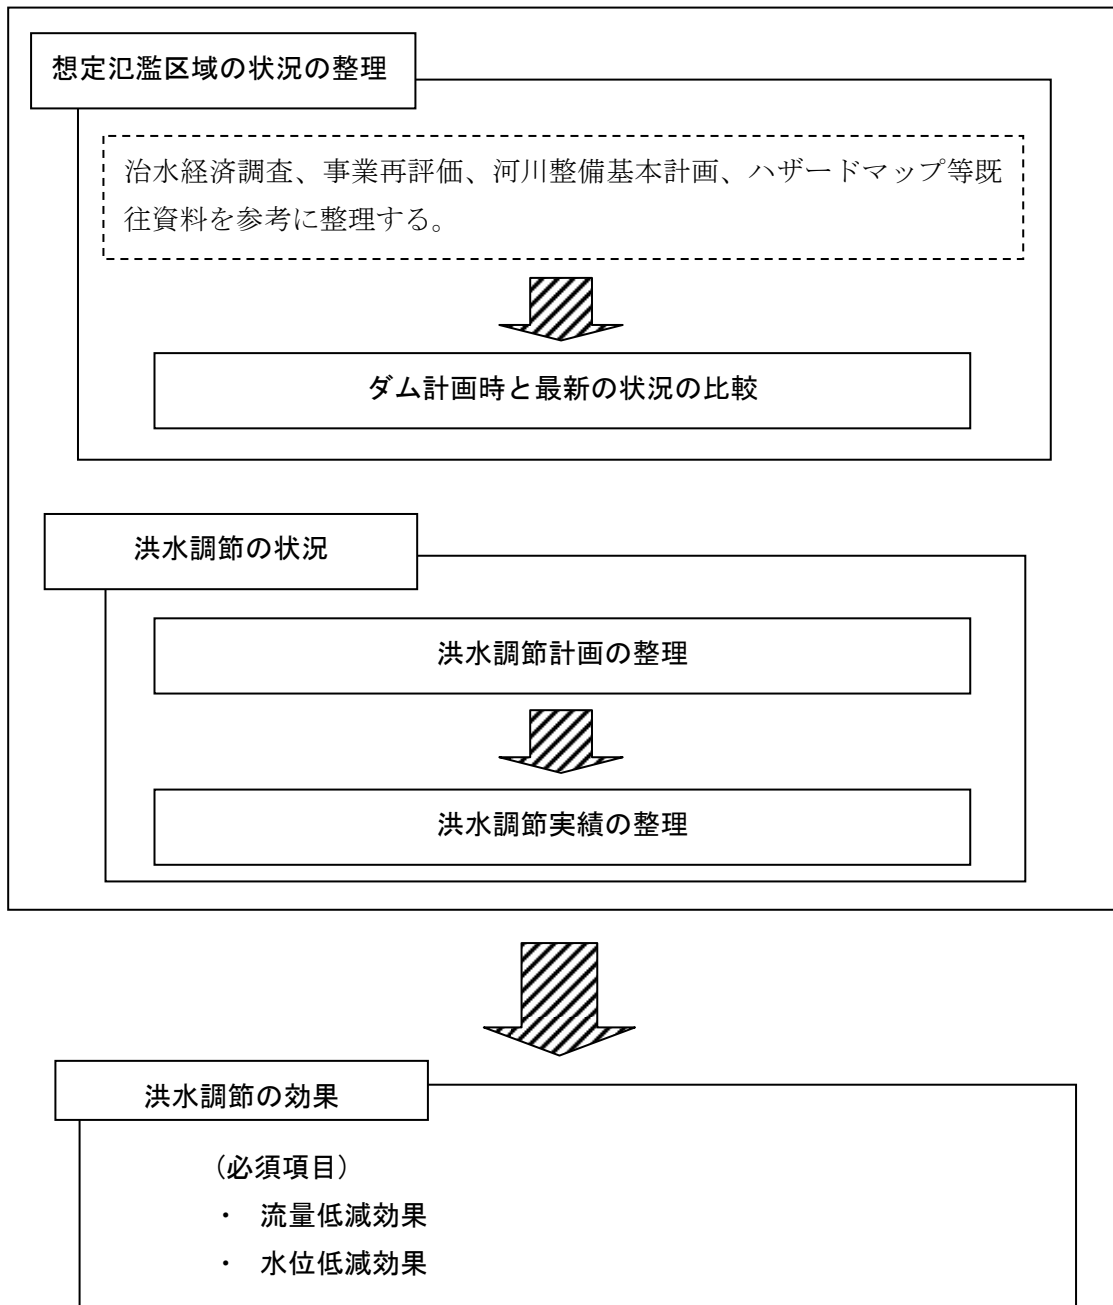 想定氾濫区域の状況の整理
治水経済調査、事業再評価、河川整備基本計画、ハザードマップ等既
往資料を参考に整理する。
ダム計画時と最新の状況の比較
洪水調節の状況
洪水調節計画の整理
洪水調節実績の整理
洪水調節の効果
（必須項目）
・ 流量低減効果
・ 水位低減効果